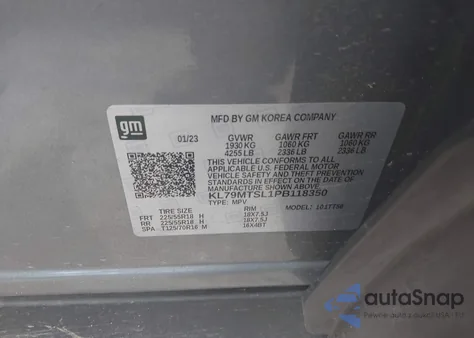 gm
MFD BY GM KOREA COMPANY
01/23 GVWR GAWR FRT GAWR RR
1930 KG 1060 KG 1060 KG
4255 LB 2336 LB 2336 LB
THIS VEHICLE CONFORMS TO ALL
APPLICABLE U.S. FEDERAL MOTOR
VEHICLE SAFETY AND THEFT
PREVENTION STANDARDS IN EFFECT ON THE DATE OF
MANUFACTURE SHOWN ABOVE.
KL79MTSL1PB118350
TYPE: MPV MODEL:
TIRE SIZE RIM
FRT 225/55R18 H 18X7.5J
RR 225/55R18 H 18X7.5J
SPA T125/70R16 M 16X4BT
autoSnap